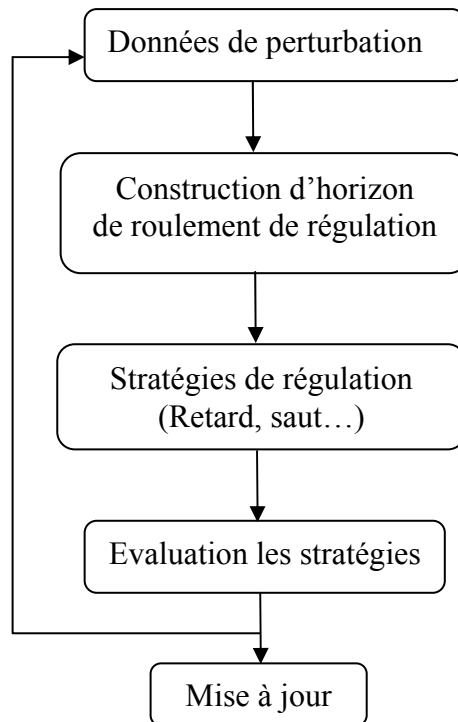 Données de perturbation
Construction d’horizon
de roulement de régulation
Stratégies de régulation
(Retard, saut…)
Evaluation les stratégies
Mise à jour